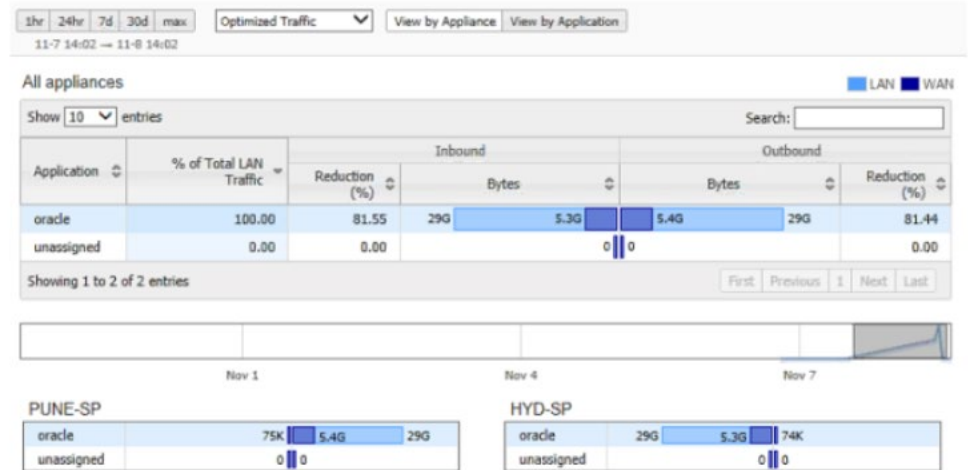 1hr 24hr 7d 30d max Optimized Traffic View by Appliance View by Application
11-7 14:02 → 11-8 14:02
All appliances LAN WAN
Show 10 entries Search:
Inbound Outbound
Application % of Total LAN Traffic Reduction (%) Bytes Bytes Reduction (%)
oracle 100.00 81.55 29G 5.3G 5.4G 29G 81.44
unassigned 0.00 0.00 0 0 0.00
Showing 1 to 2 of 2 entries First Previous 1 Next Last
Nov 1 Nov 4 Nov 7
PUNE-SP HYD-SP
oracle 75K 5.4G 29G oracle 29G 5.3G 74K
unassigned 0 0 unassigned 0 0